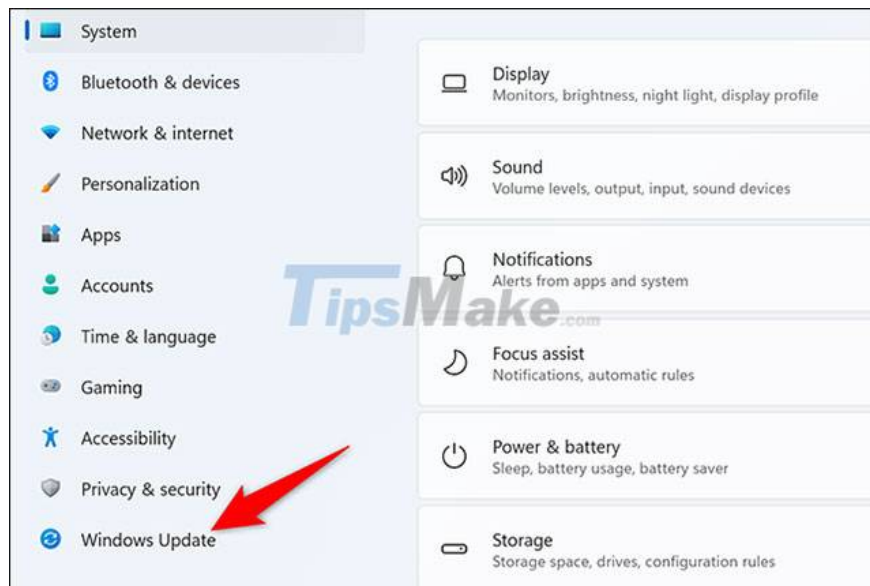 System
Bluetooth & devices
Network & internet
Personalization
Apps
Accounts
Time & language
Gaming
Accessibility
Privacy & security
Windows Update
Display
Monitors, brightness, night light, display profile
Sound
Volume levels, output, input, sound devices
Notifications
Alerts from apps and system
TipsMake.com
Focus assist
Notifications, automatic rules
Power & battery
Sleep, battery usage, battery saver
Storage
Storage space, drives, configuration rules